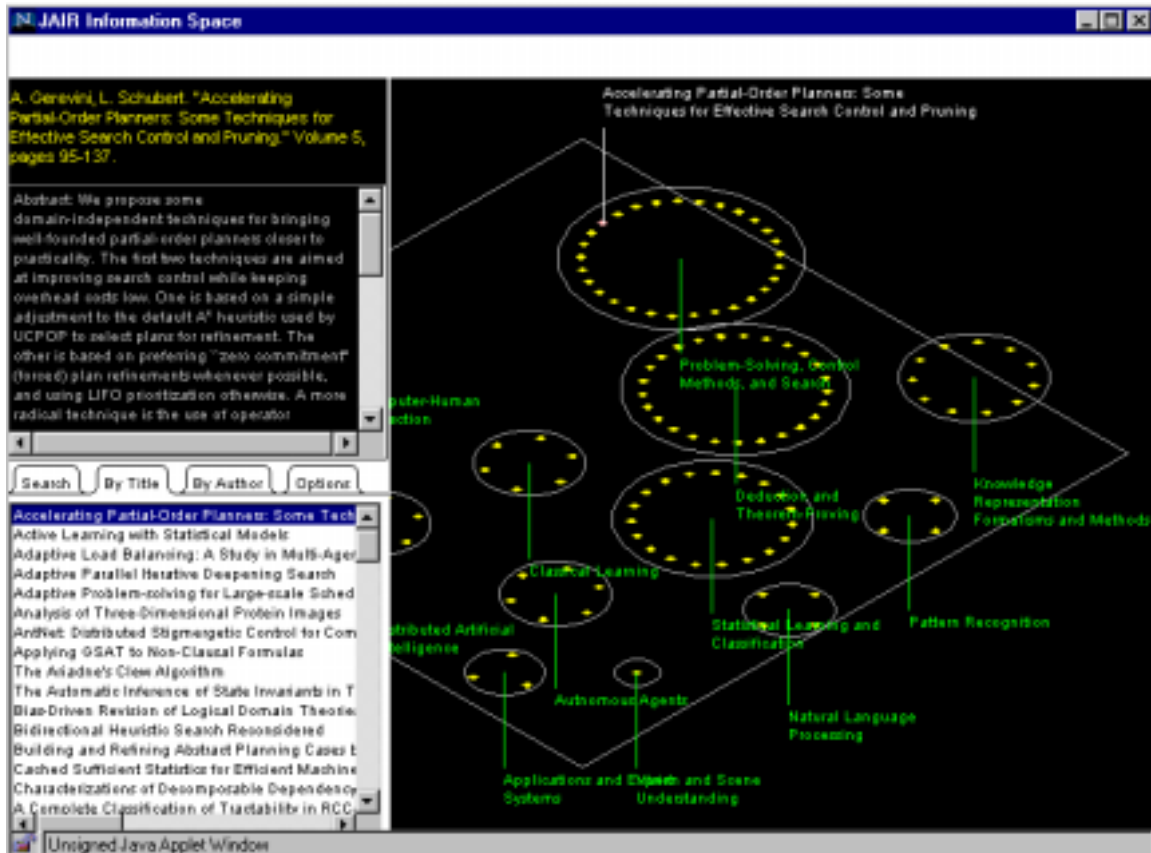 JAIR Information Space
A. Gerevini, L. Schubert. "Accelerating
Partial-Order Planners: Some Techniques for
Effective Search Control and Pruning." Volume 5,
pages 95-137.
Abstract: We propose some
domain-independent techniques for bringing
well-founded partial-order planners closer to
practicality. The first two techniques are aimed
at improving search control while keeping
overhead costs low. One is based on a simple
adjustment to the default A* heuristic used by
UCPOP to select plans for refinement. The
other is based on preferring "zero commitment"
(forced) plan refinements whenever possible,
and using LIFO prioritization otherwise. A more
radical technique is the use of operator
Search By Title By Author Options
Accelerating Partial-Order Planners: Some Tech
Active Learning with Statistical Models
Adaptive Load Balancing: A Study in Multi-Agen
Adaptive Parallel Iterative Deepening Search
Adaptive Problem-solving for Large-scale Sched
Analysis of Three-Dimensional Protein Images
AntNet: Distributed Stigmergetic Control for Com
Applying GSAT to Non-Clausal Formulas
The Ariadne's Clew Algorithm
The Automatic Inference of State Invariants in T
Bias-Driven Revision of Logical Domain Theories
Bidirectional Heuristic Search Reconsidered
Building and Refining Abstract Planning Cases b
Cached Sufficient Statistics for Efficient Machine
Characterizations of Decomposable Dependency
A Complete Classification of Tractability in RCC
Accelerating Partial-Order Planners: Some
Techniques for Effective Search Control and Pruning
Problem-Solving, Control
Methods, and Search
puter-Human
action
Deduction and
Theorem-Proving
Knowledge
Representation
Formalisms and Methods
Classical Learning
Statistical Learning and
Classification
Pattern Recognition
tributed Artificial
telligence
Autnomous Agents
Natural Language
Processing
Applications and Expert
Systems
Vision and Scene
Understanding
Unsigned Java Applet Window